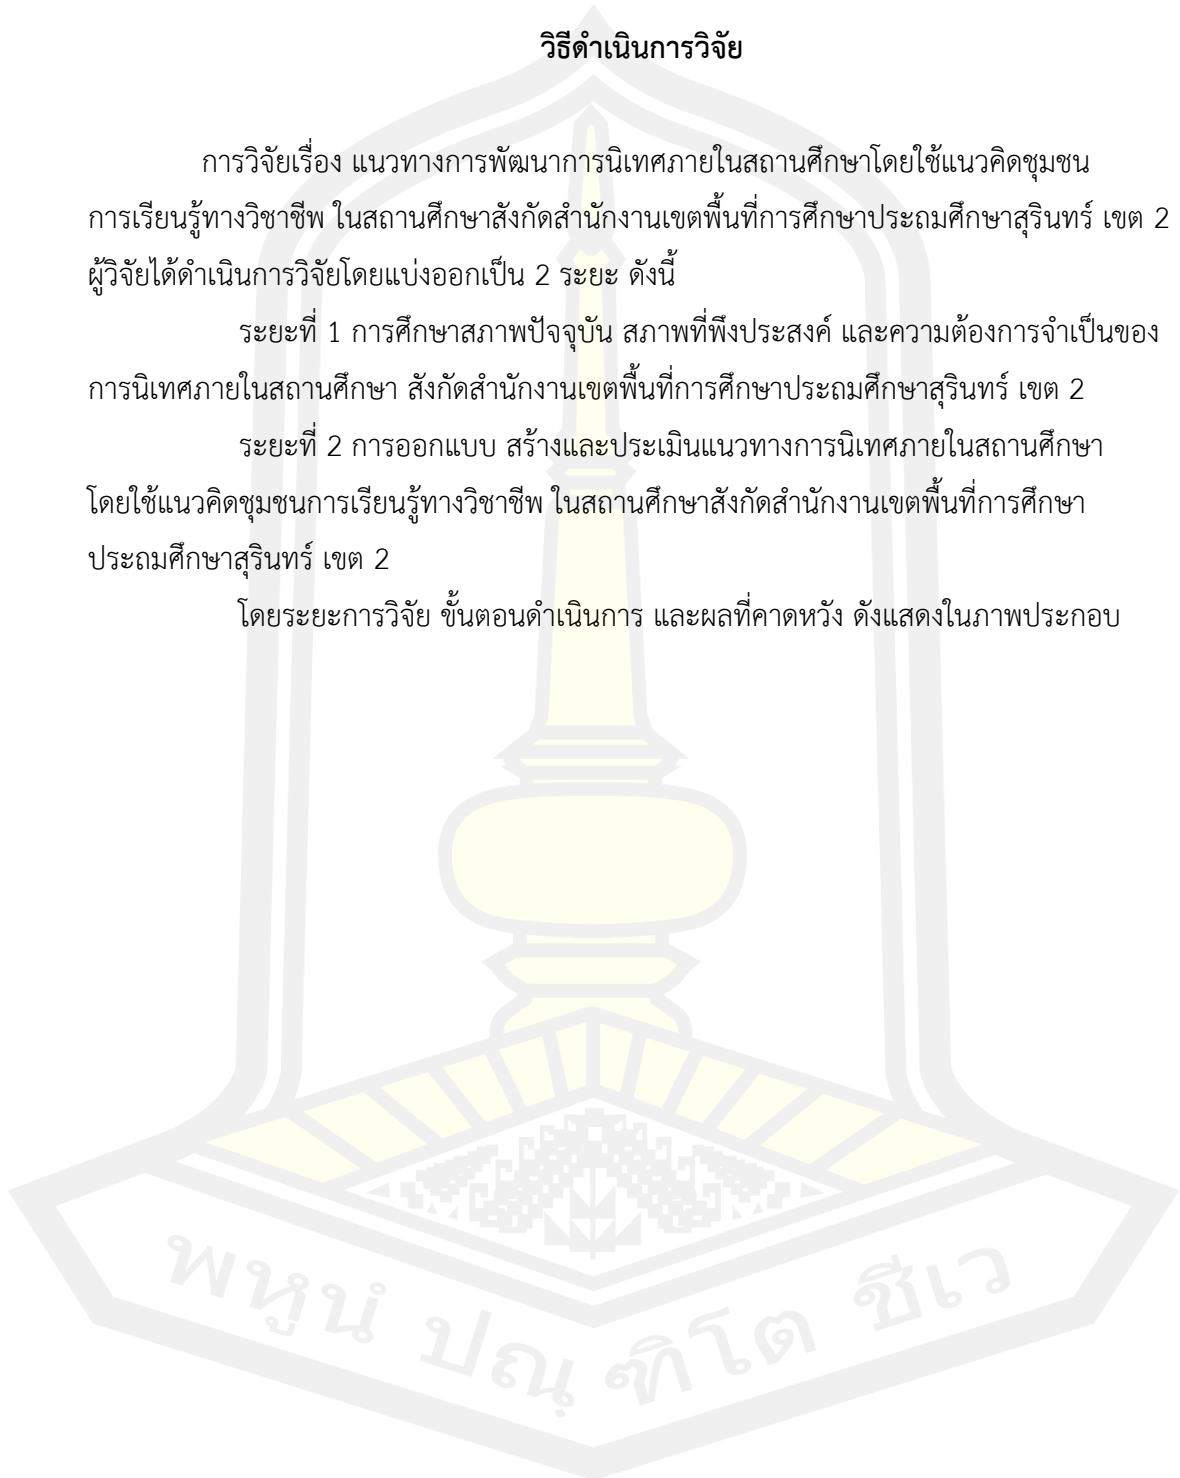 วิธีดำเนินการวิจัย
การวิจัยเรื่อง แนวทางการพัฒนาการนิเทศภายในสถานศึกษาโดยใช้แนวคิดชุมชน
การเรียนรู้ทางวิชาชีพ ในสถานศึกษาสังกัดสำนักงานเขตพื้นที่การศึกษาประถมศึกษาสุรินทร์ เขต 2
ผู้วิจัยได้ดำเนินการวิจัยโดยแบ่งออกเป็น 2 ระยะ ดังนี้
ระยะที่ 1 การศึกษาสภาพปัจจุบัน สภาพที่พึงประสงค์ และความต้องการจำเป็นของ
การนิเทศภายในสถานศึกษา สังกัดสำนักงานเขตพื้นที่การศึกษาประถมศึกษาสุรินทร์ เขต 2
ระยะที่ 2 การออกแบบ สร้างและประเมินแนวทางการนิเทศภายในสถานศึกษา
โดยใช้แนวคิดชุมชนการเรียนรู้ทางวิชาชีพ ในสถานศึกษาสังกัดสำนักงานเขตพื้นที่การศึกษา
ประถมศึกษาสุรินทร์ เขต 2
โดยระยะการวิจัย ขั้นตอนดำเนินการ และผลที่คาดหวัง ดังแสดงในภาพประกอบ
พหูนํ ปณฺ ฑิโต ชีเว